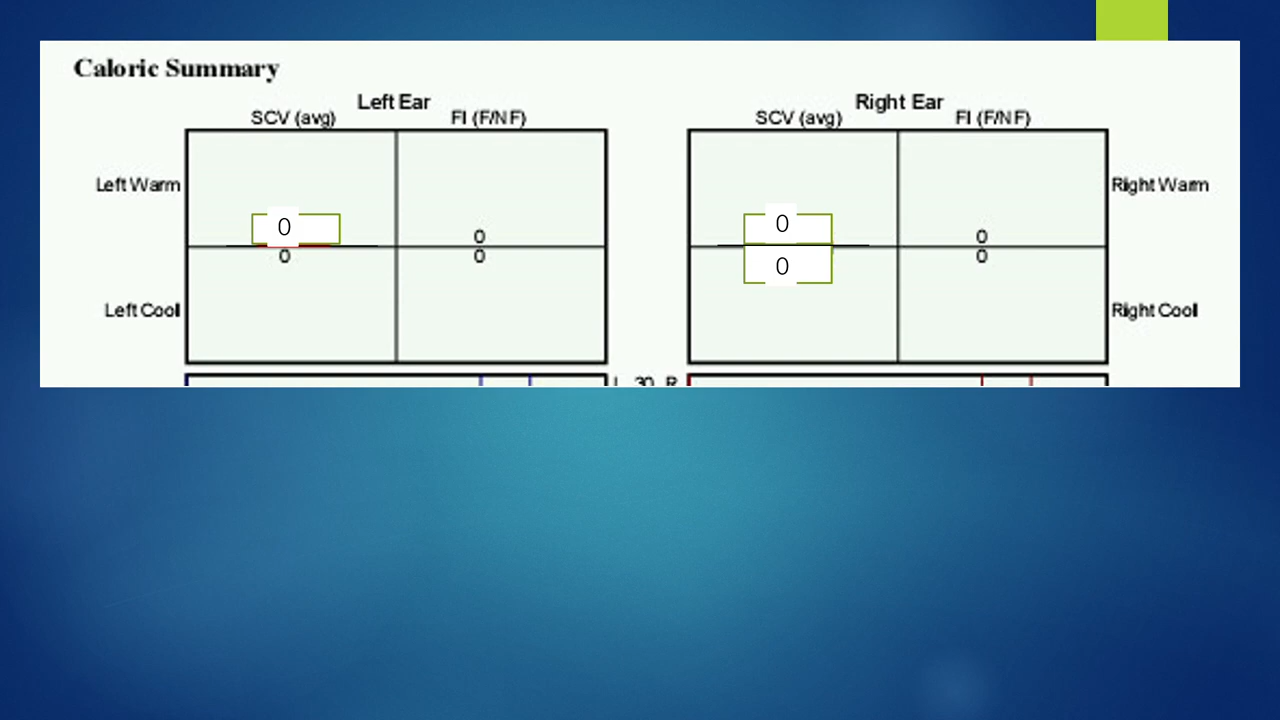 Caloric Summary
Left Ear
Right Ear
SCV (avg) FI (F/NF)
SCV (avg) FI (F/NF)
Left Warm
Right Warm
0 0
0 0
0 0
0 0
Left Cool
Right Cool
L 30 R